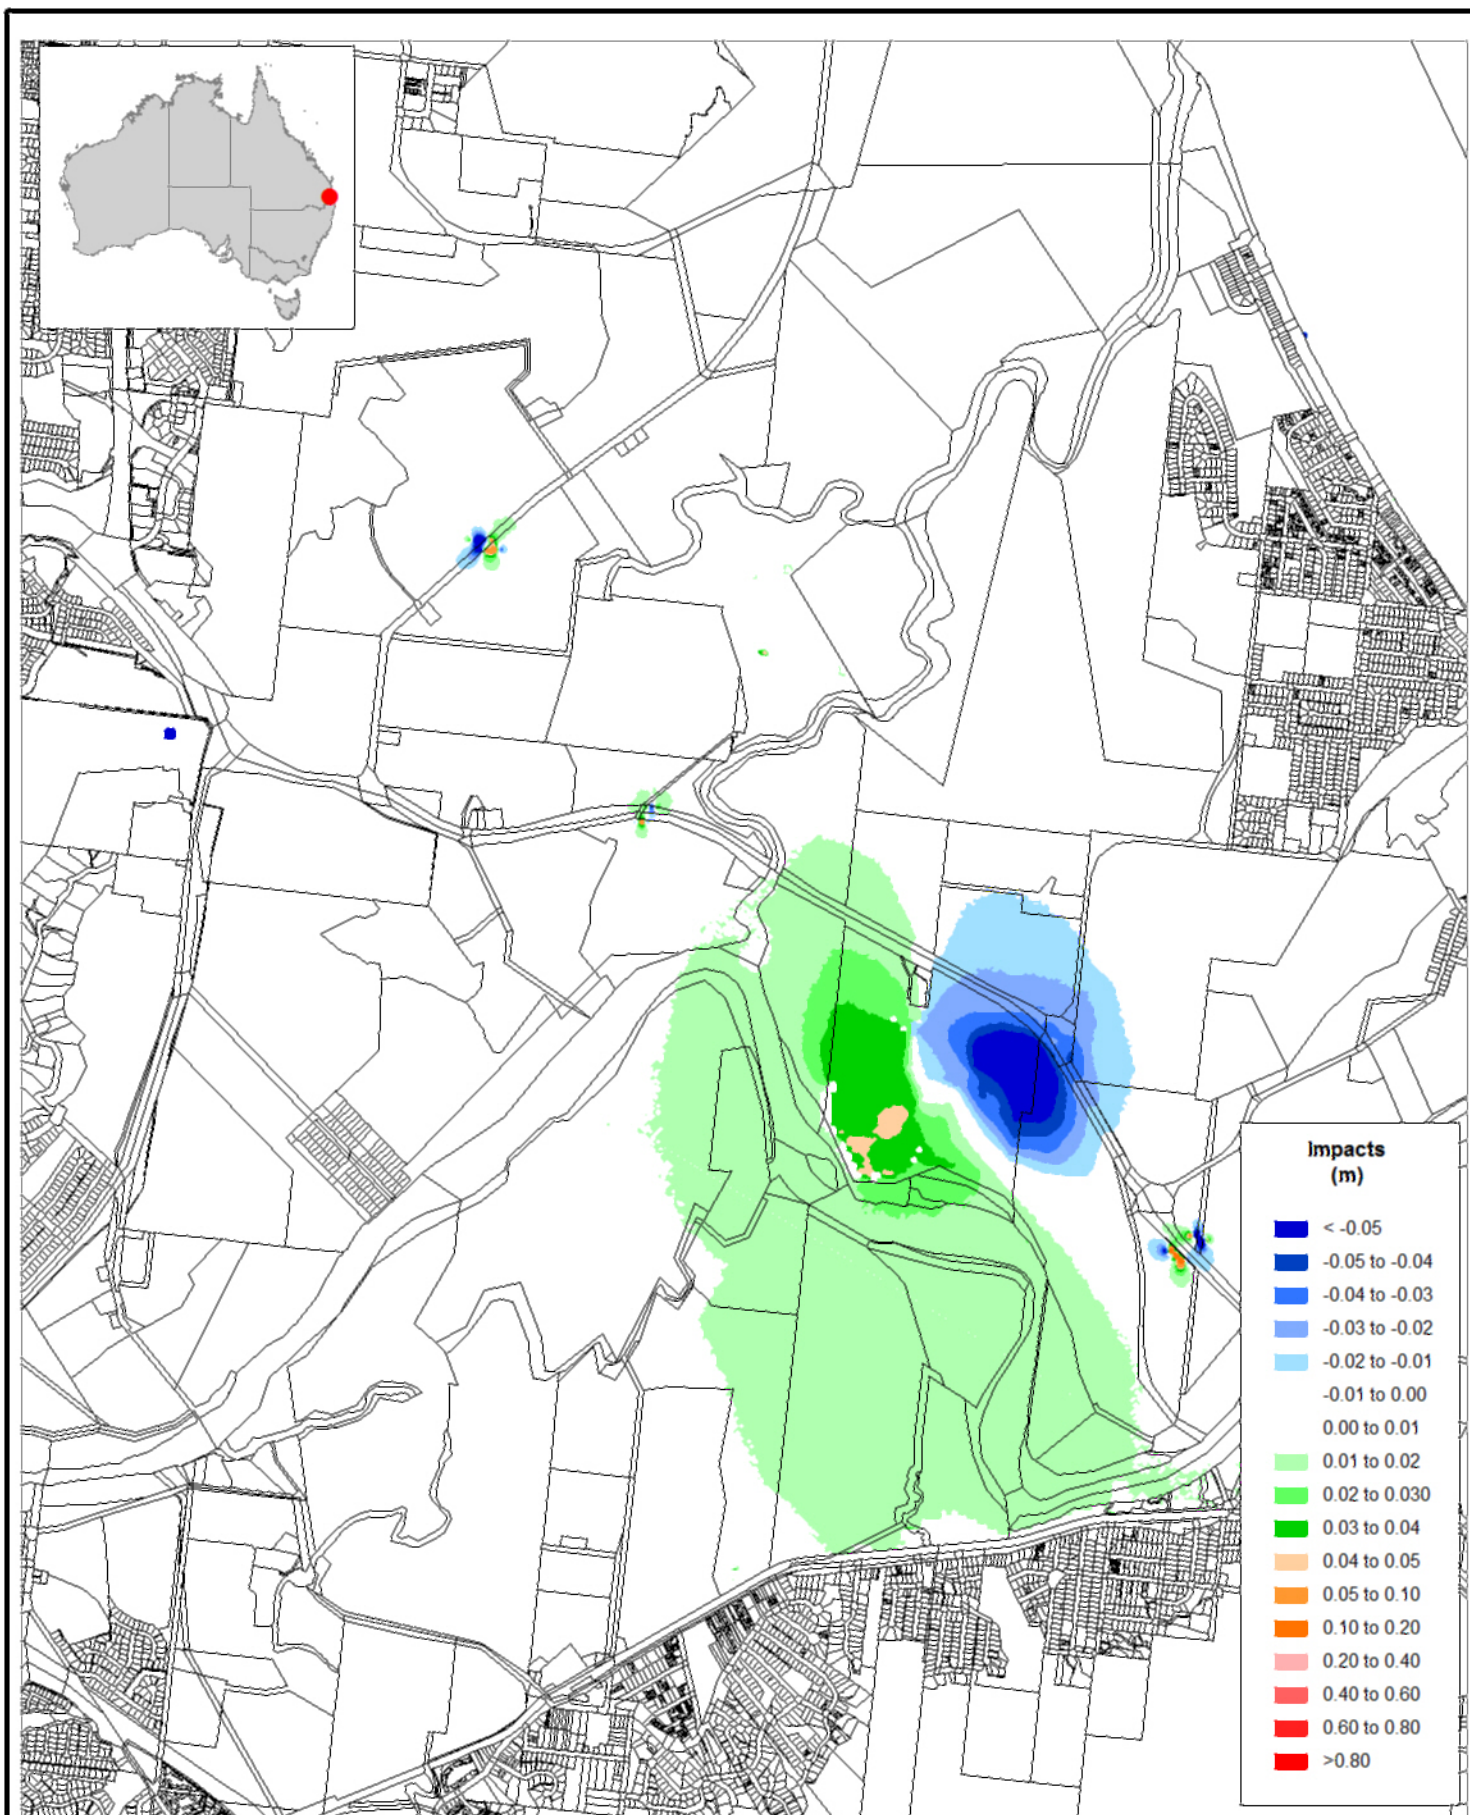 Impacts
(m)
< -0.05
-0.05 to -0.04
-0.04 to -0.03
-0.03 to -0.02
-0.02 to -0.01
-0.01 to 0.00
0.00 to 0.01
0.01 to 0.02
0.02 to 0.030
0.03 to 0.04
0.04 to 0.05
0.05 to 0.10
0.10 to 0.20
0.20 to 0.40
0.40 to 0.60
0.60 to 0.80
>0.80